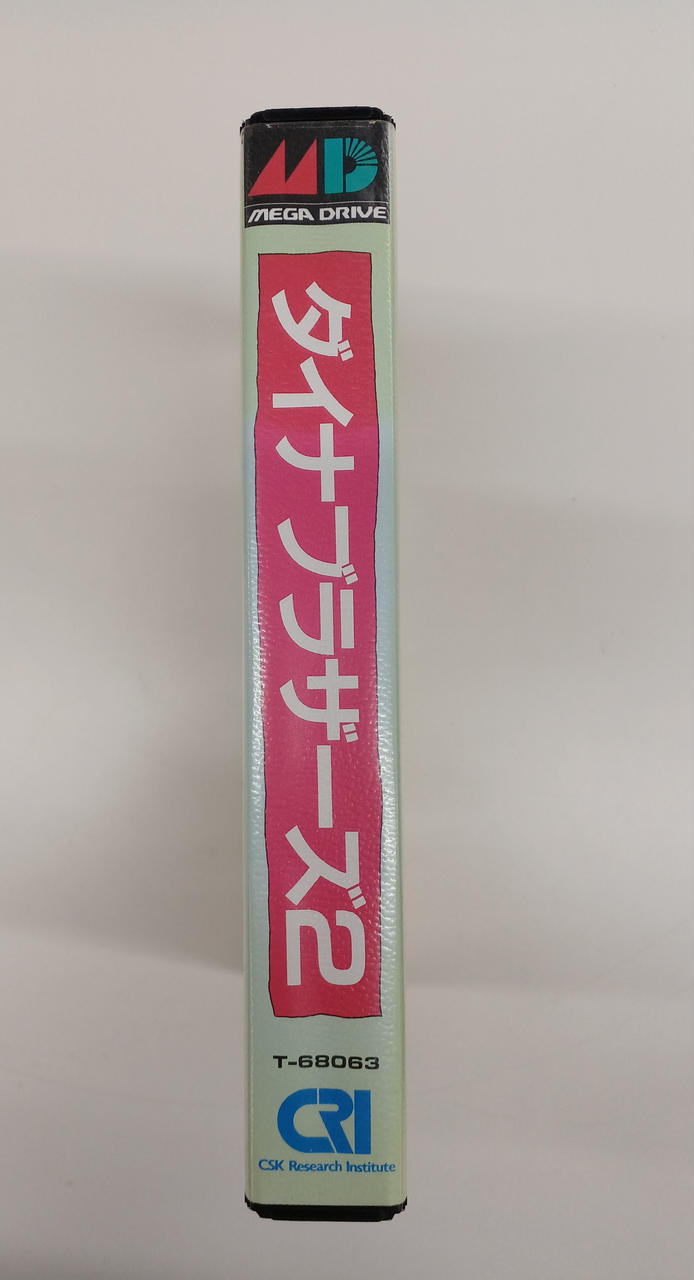 MD
MEGA DRIVE
ダイナブラザーズ2
T-68063
CRI
CSK Research Institute